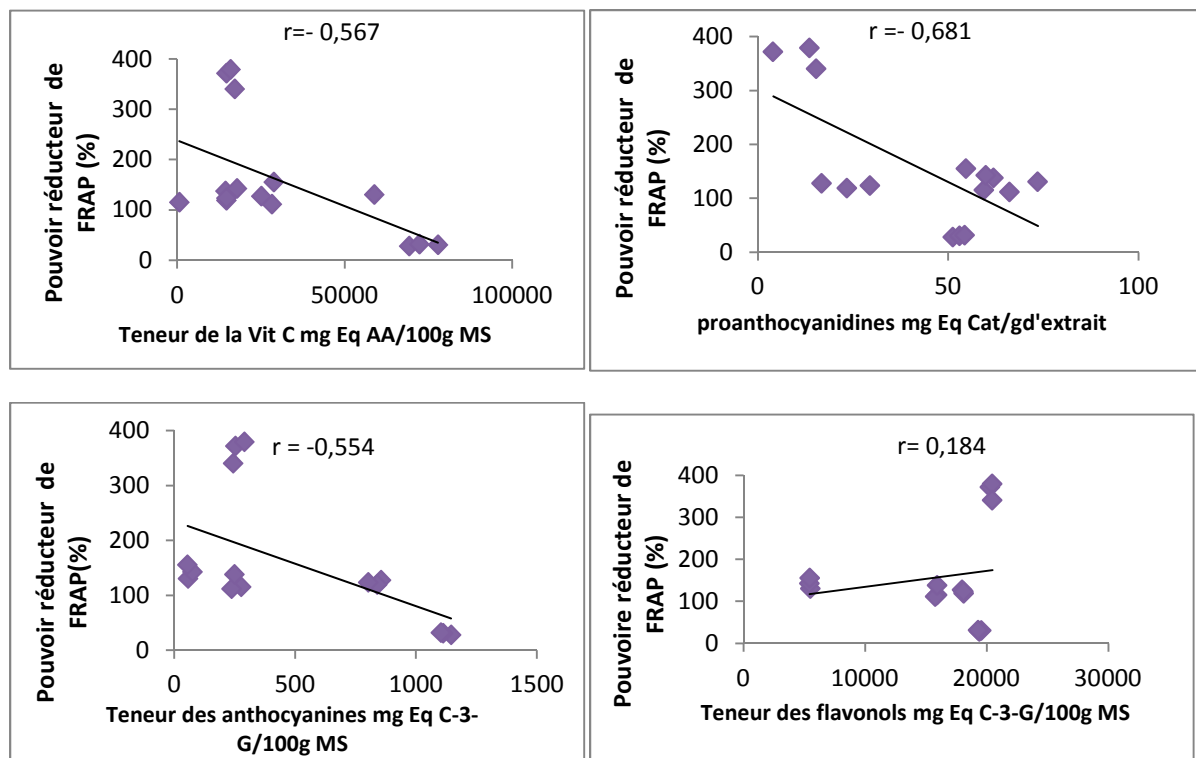 r=- 0,567
Pouvoir réducteur de
FRAP (%)
400
300
200
100
0
0 50000 100000
Teneur de la Vit C mg Eq AA/100g MS
r =- 0,681
Pouvoir réducteur de
FRAP (%)
400
300
200
100
0
0 50 100
proanthocyanidines mg Eq Cat/gd'extrait
r = -0,554
Pouvoir réducteur de
FRAP(%)
400
300
200
100
0
0 500 1000 1500
Teneur des anthocyanines mg Eq C-3-
G/100g MS
r= 0,184
Pouvoire réducteur de
FRAP (%)
400
300
200
100
0
0 10000 20000 30000
Teneur des flavonols mg Eq C-3-G/100g MS